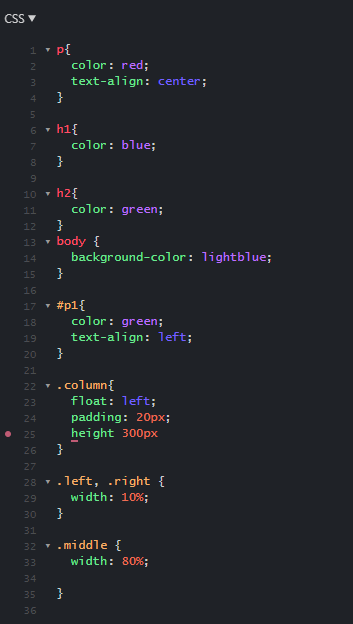 CSS ▼
1 ▾ p{
2 color: red;
3 text-align: center;
4 }
5
6 ▾ h1{
7 color: blue;
8 }
9
10 ▾ h2{
11 color: green;
12 }
13 ▾ body {
14 background-color: lightblue;
15 }
16
17 ▾ #p1{
18 color: green;
19 text-align: left;
20 }
21
22 ▾ .column{
23 float: left;
24 padding: 20px;
25 height 300px
26 }
27
28 ▾ .left, .right {
29 width: 10%;
30 }
31
32 ▾ .middle {
33 width: 80%;
34
35 }
36